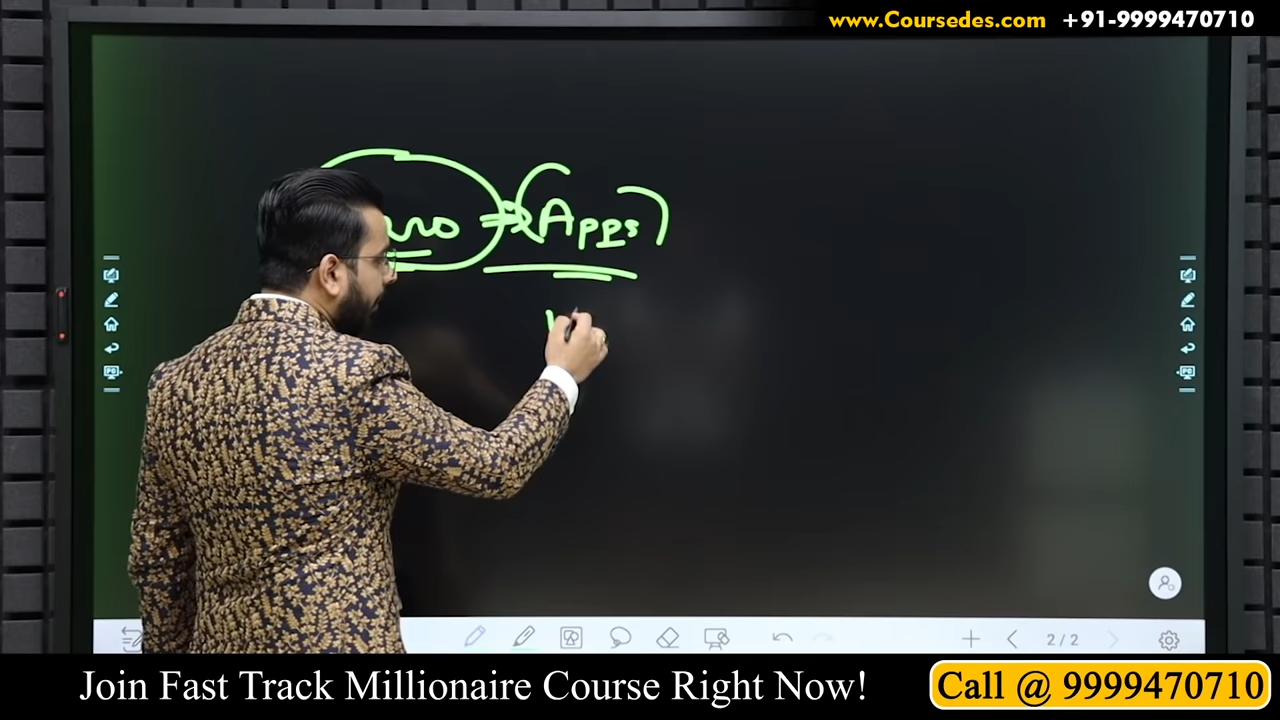 www.Coursedes.com +91-9999470710
(Apps)
2/2
Join Fast Track Millionaire Course Right Now!
Call @ 9999470710